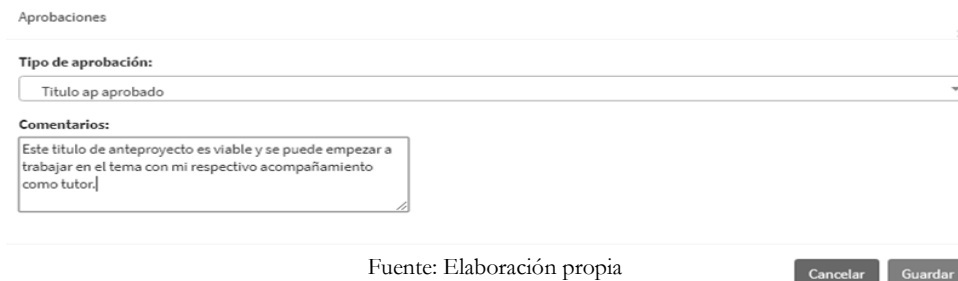 Aprobaciones
Tipo de aprobación:
Titulo ap aprobado
Comentarios:
Este titulo de anteproyecto es viable y se puede empezar a
trabajar en el tema con mi respectivo acompañamiento
como tutor.
Fuente: Elaboración propia
Cancelar Guardar